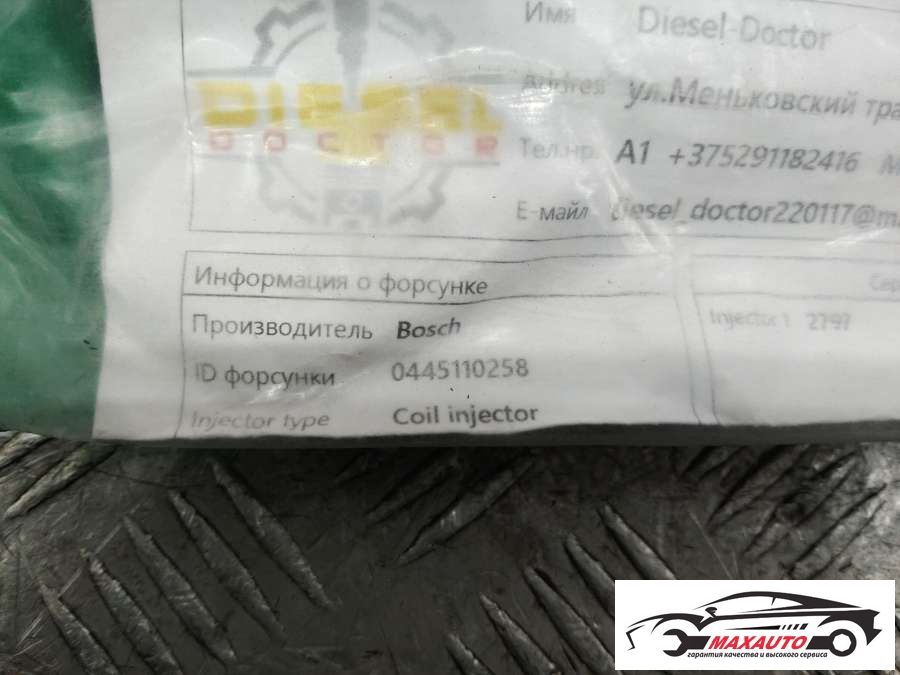 Имя Diesel-Doctor
DIESEL
DOCTOR
Addres ул.Меньковский
Тел.нр. A1 +375291182416
E-майл diesel_doctor220117@m
Информация о форсунке
Производитель Bosch
ID форсунки 0445110258
Injector type Coil injector
Injector 1 2797
MAXAUTO
гарантия качества и высокого сервиса